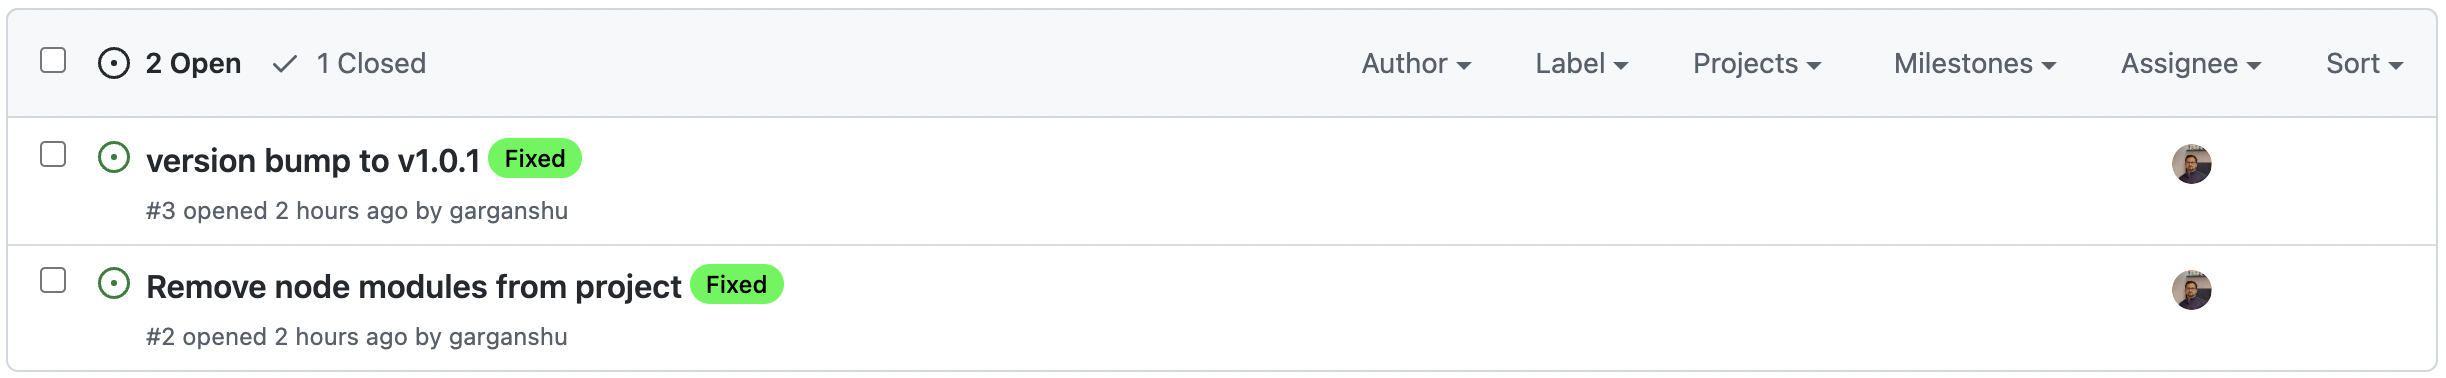 2 Open 1 Closed Author Label Projects Milestones Assignee Sort
version bump to v1.0.1 Fixed
#3 opened 2 hours ago by garganshu
Remove node modules from project Fixed
#2 opened 2 hours ago by garganshu